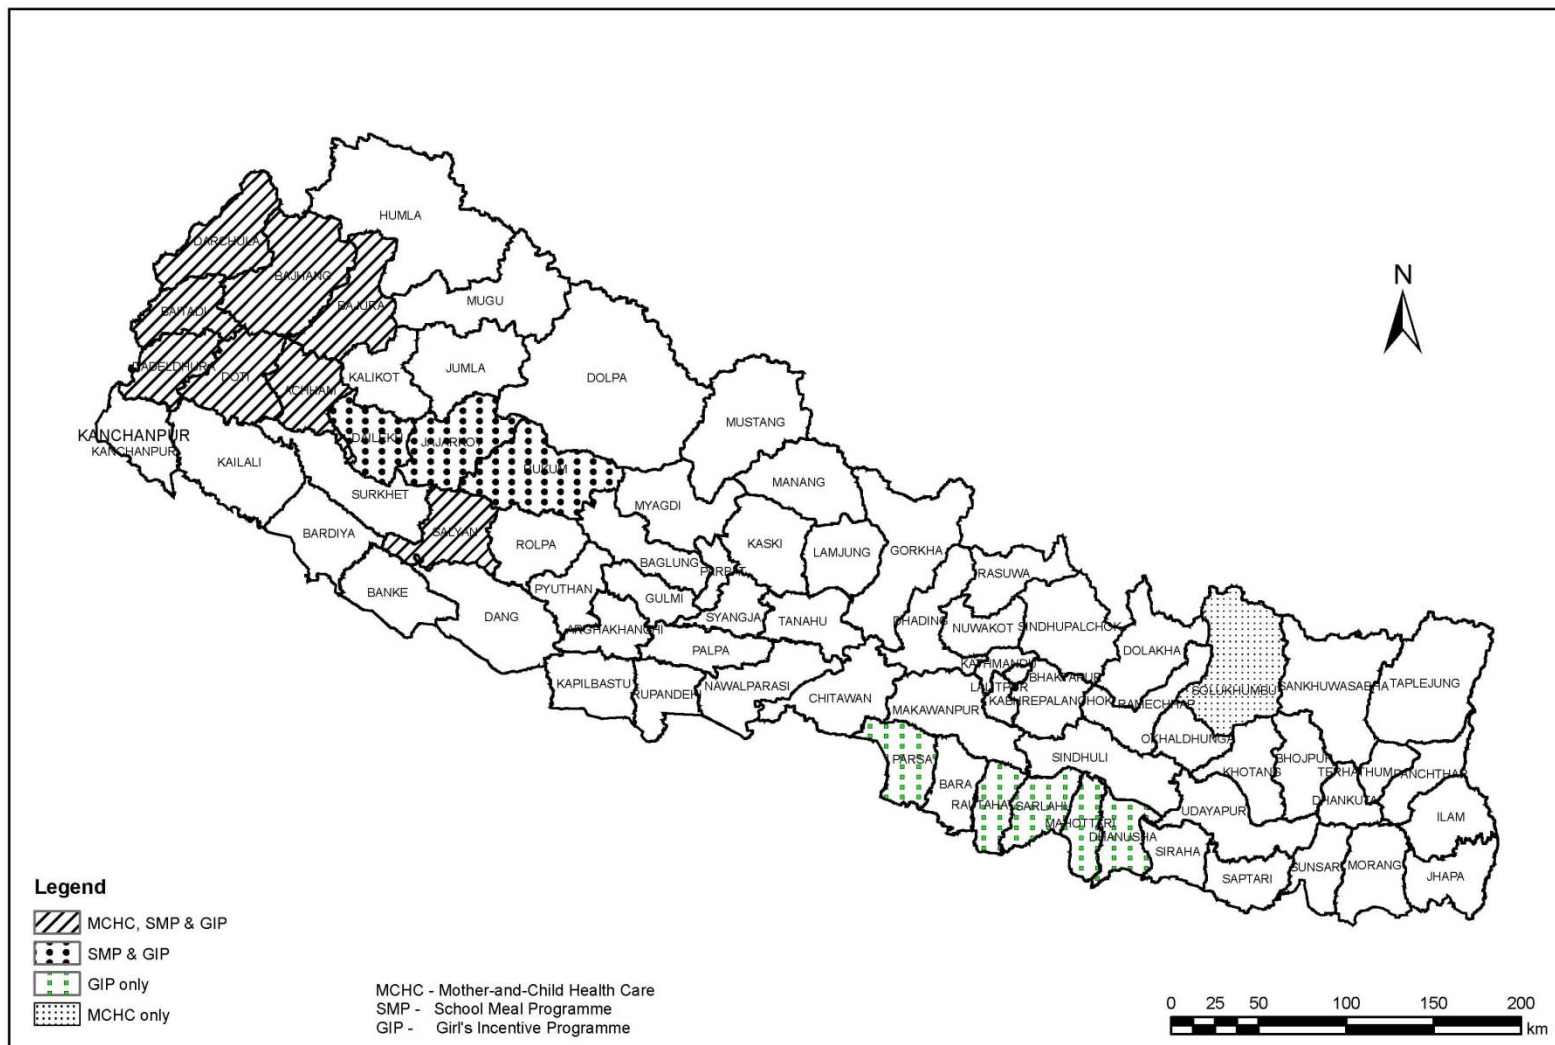 N
HUMLA
DARCHULA
BAJHANG
BAJURA
MUGU
BAITADI
DADELDHURA
DOTI
ACHHAM
KALIKOT
JUMLA
DOLPA
MUSTANG
KANCHANPUR
KANCHANPUR
KAILALI
DAILEKH
JAJARKOT
RUKUM
SURKHET
MANANG
MYAGDI
BARDIYA
SALYAN
ROLPA
KASKI
LAMJUNG
GORKHA
BAGLUNG
PARBAT
RASUWA
BANKE
PYUTHAN
GULMI
DANG
SYANGJA
TANAHU
DHADING
NUWAKOT
SINDHUPALCHOK
ARGHAKHANCHI
PALPA
DOLAKHA
KATHMANDU
BHAKTAPUR
KAPILBASTU
RUPANDEHI
NAWALPARASI
CHITAWAN
LALITPUR
KABHREPALANCHOK
RAMECHHAP
SOLUKHUMBU
SANKHUWASABHA
TAPLEJUNG
MAKAWANPUR
OKHALDHUNGA
PARSA
SINDHULI
KHOTANG
BHOJPUR
TERHATHUM
PANCHTHAR
BARA
RAUTAHAT
SARLAHI
MAHOTTARI
DHANUSHA
UDAYAPUR
DHANKUTA
ILAM
SIRAHA
SAPTARI
SUNSARI
MORANG
JHAPA
Legend
MCHC, SMP & GIP
SMP & GIP
GIP only
MCHC only
MCHC - Mother-and-Child Health Care
SMP - School Meal Programme
GIP - Girl's Incentive Programme
0 25 50 100 150 200
km